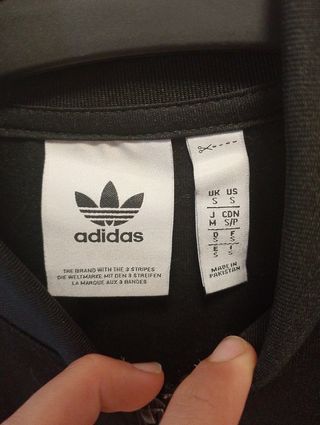 adidas
THE BRAND WITH THE 3 STRIPES
DIE WELTMARKE MIT DEN 3 STREIFEN
LA MARQUE AUX 3 BANDES
UK US
S S
J CDN
M S/P
D F
S S
E I
S S
MADE IN
PAKISTAN